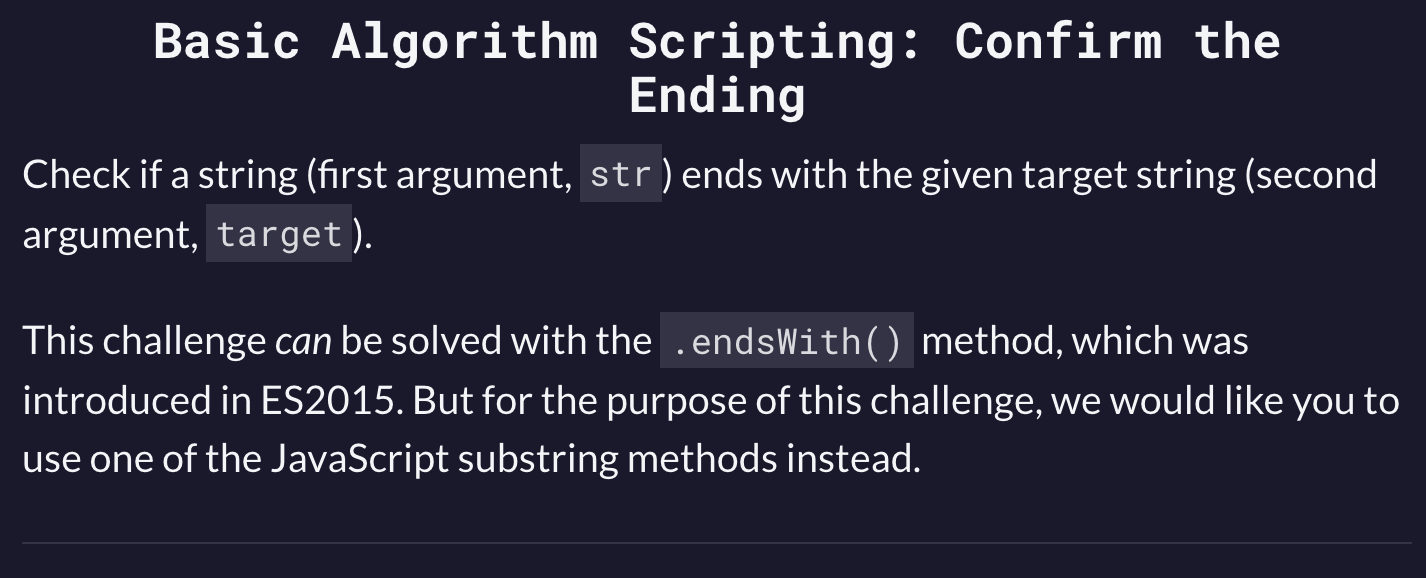 Basic Algorithm Scripting: Confirm the
Ending
Check if a string (first argument, str) ends with the given target string (second
argument, target).
This challenge can be solved with the .endsWith() method, which was
introduced in ES2015. But for the purpose of this challenge, we would like you to
use one of the JavaScript substring methods instead.